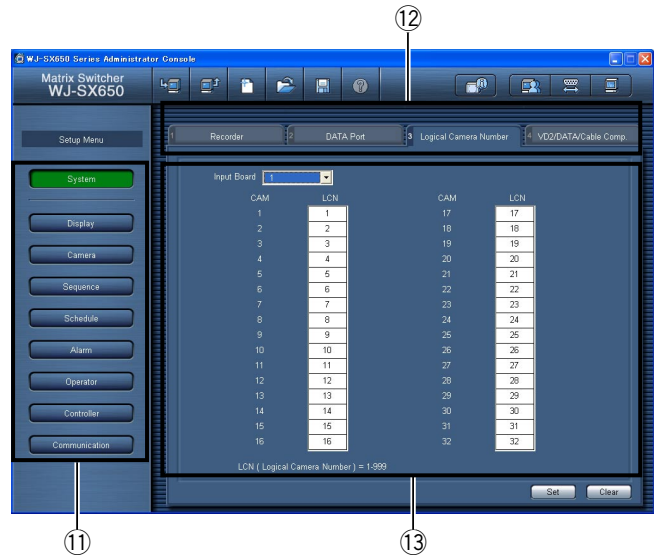 ⑫
WJ-SX650 Series Administrator Console
Matrix Switcher
WJ-SX650
Setup Menu
1 Recorder 2 DATA Port 3 Logical Camera Number 4 VD2/DATA/Cable Comp.
System
Display
Camera
Sequence
Schedule
Alarm
Operator
Controller
Communication
Input Board 1
CAM LCN CAM LCN
1 1 17 17
2 2 18 18
3 3 19 19
4 4 20 20
5 5 21 21
6 6 22 22
7 7 23 23
8 8 24 24
9 9 25 25
10 10 26 26
11 11 27 27
12 12 28 28
13 13 29 29
14 14 30 30
15 15 31 31
16 16 32 32
LCN ( Logical Camera Number ) = 1-999
Set Clear
⑪ ⑬